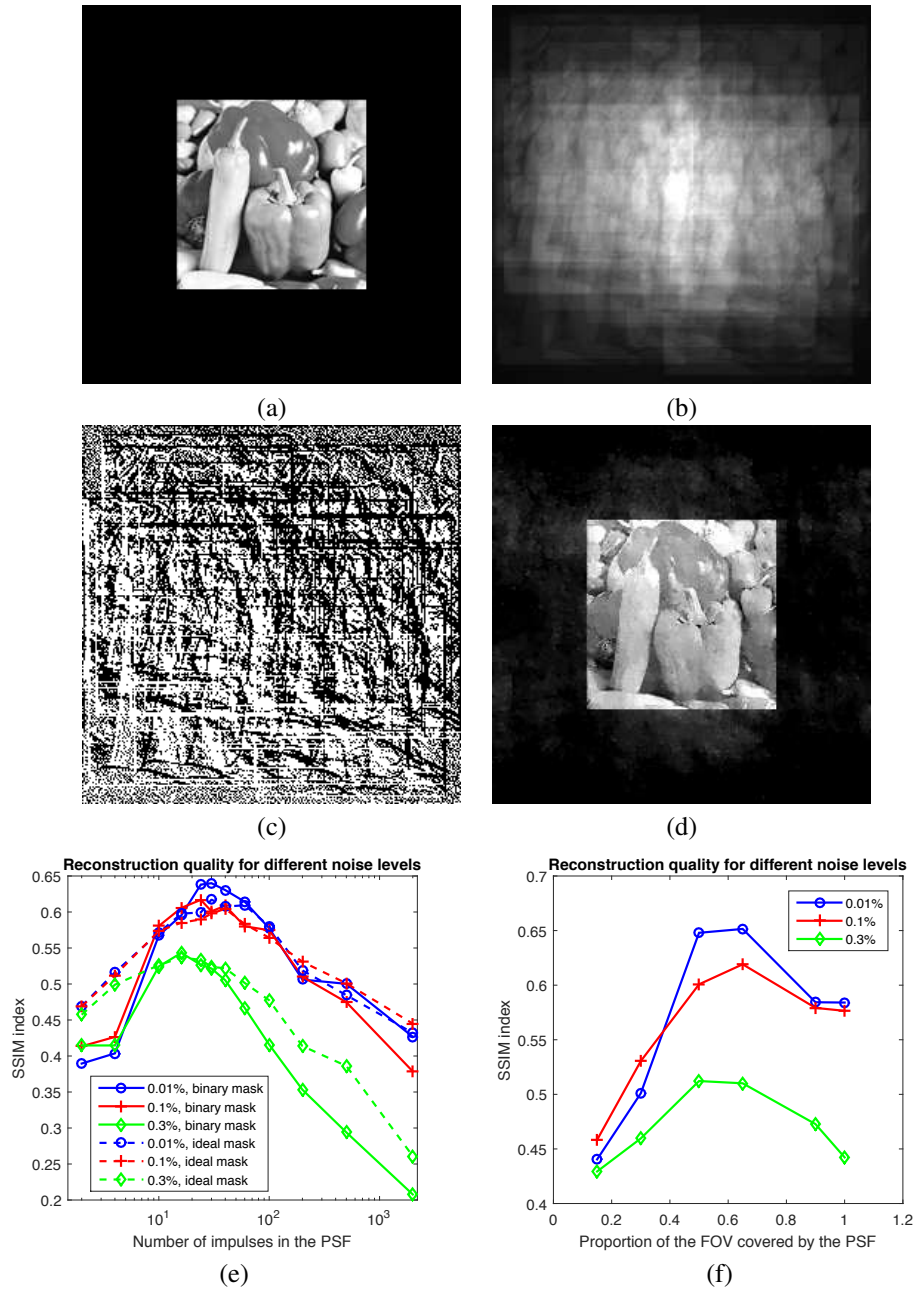 (a)
(b)
(c)
(d)
Reconstruction quality for different noise levels
0.65
0.6
0.55
0.5
0.45
0.4
0.35
0.3
0.25
0.2
SSIM index
0.01%, binary mask
0.1%, binary mask
0.3%, binary mask
0.01%, ideal mask
0.1%, ideal mask
0.3%, ideal mask
10^1
10^2
10^3
Number of impulses in the PSF
(e)
Reconstruction quality for different noise levels
0.7
0.65
0.6
0.55
0.5
0.45
0.4
SSIM index
0.01%
0.1%
0.3%
0 0.2 0.4 0.6 0.8 1 1.2
Proportion of the FOV covered by the PSF
(f)